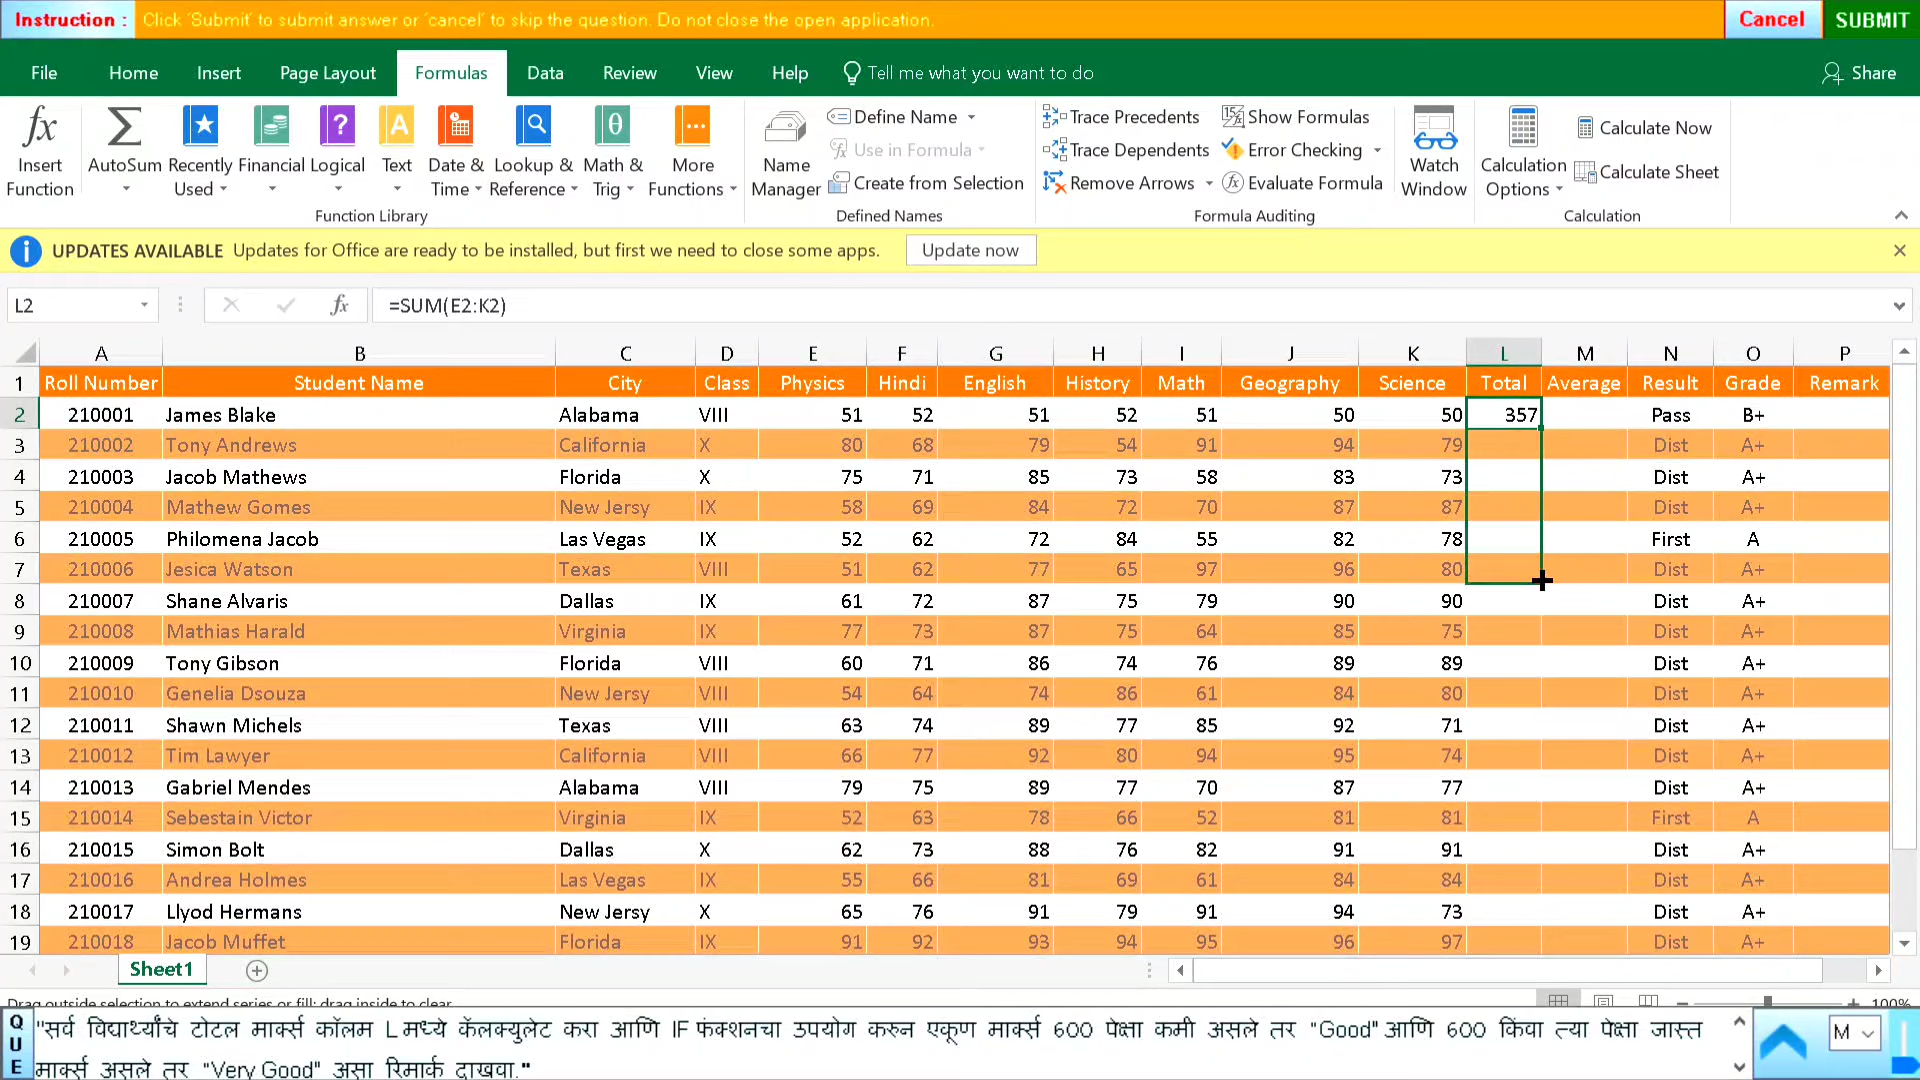 Instruction : Click 'Submit' to submit answer or 'cancel' to skip the question. Do not close the open application. Cancel SUBMIT
File Home Insert Page Layout Formulas Data Review View Help Tell me what you want to do Share
Insert Function AutoSum Recently Used Financial Logical Text Date & Time Lookup & Reference Math & Trig More Functions Name Manager Define Name Use in Formula Create from Selection Trace Precedents Trace Dependents Remove Arrows Show Formulas Error Checking Evaluate Formula Watch Window Calculation Options Calculate Now Calculate Sheet
Function Library Defined Names Formula Auditing Calculation
UPDATES AVAILABLE Updates for Office are ready to be installed, but first we need to close some apps. Update now
L2 fx =SUM(E2:K2)
A B C D E F G H I J K L M N O P
1 Roll Number Student Name City Class Physics Hindi English History Math Geography Science Total Average Result Grade Remark
2 210001 James Blake Alabama VIII 51 52 51 52 51 50 50 357 Pass B+
3 210002 Tony Andrews California X 80 68 79 54 91 94 79 Dist A+
4 210003 Jacob Mathews Florida X 75 71 85 73 58 83 73 Dist A+
5 210004 Mathew Gomes New Jersy IX 58 69 84 72 70 87 87 Dist A+
6 210005 Philomena Jacob Las Vegas IX 52 62 72 84 55 82 78 First A
7 210006 Jesica Watson Texas VIII 51 62 77 65 97 96 80 Dist A+
8 210007 Shane Alvaris Dallas IX 61 72 87 75 79 90 90 Dist A+
9 210008 Mathias Harald Virginia IX 77 73 87 75 64 85 75 Dist A+
10 210009 Tony Gibson Florida VIII 60 71 86 74 76 89 89 Dist A+
11 210010 Genelia Dsouza New Jersy VIII 54 64 74 86 61 84 80 Dist A+
12 210011 Shawn Michels Texas VIII 63 74 89 77 85 92 71 Dist A+
13 210012 Tim Lawyer California VIII 66 77 92 80 94 95 74 Dist A+
14 210013 Gabriel Mendes Alabama VIII 79 75 89 77 70 87 77 Dist A+
15 210014 Sebestain Victor Virginia IX 52 63 78 66 52 81 81 First A
16 210015 Simon Bolt Dallas X 62 73 88 76 82 91 91 Dist A+
17 210016 Andrea Holmes Las Vegas IX 55 66 81 69 61 84 84 Dist A+
18 210017 Llyod Hermans New Jersy X 65 76 91 79 91 94 73 Dist A+
19 210018 Jacob Muffet Florida IX 91 92 93 94 95 96 97 Dist A+
Sheet1
Drag outside selection to extend series or fill; drag inside to clear 100%
QUE "सर्व विद्यार्थ्यांचे टोटल मार्क्स कॉलम L मध्ये कॅलक्युलेट करा आणि IF फंक्शनचा उपयोग करुन एकूण मार्क्स 600 पेक्षा कमी असले तर "Good" आणि 600 किंवा त्या पेक्षा जास्त M
मार्क्स असले तर "Very Good" असा रिमार्क दाखवा."